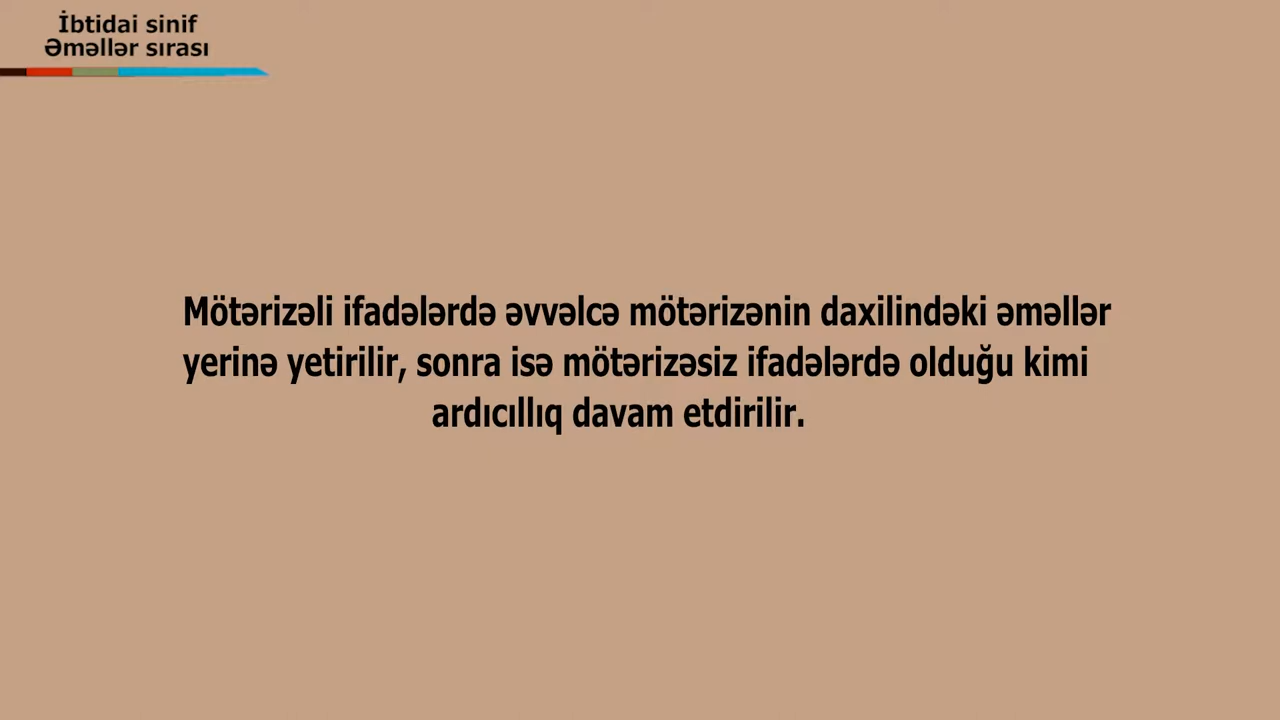 İbtidai sinif
Əməllər sırası
Mötərizəli ifadələrdə əvvəlcə mötərizənin daxilindəki əməllər
yerinə yetirilir, sonra isə mötərizəsiz ifadələrdə olduğu kimi
ardıcıllıq davam etdirilir.